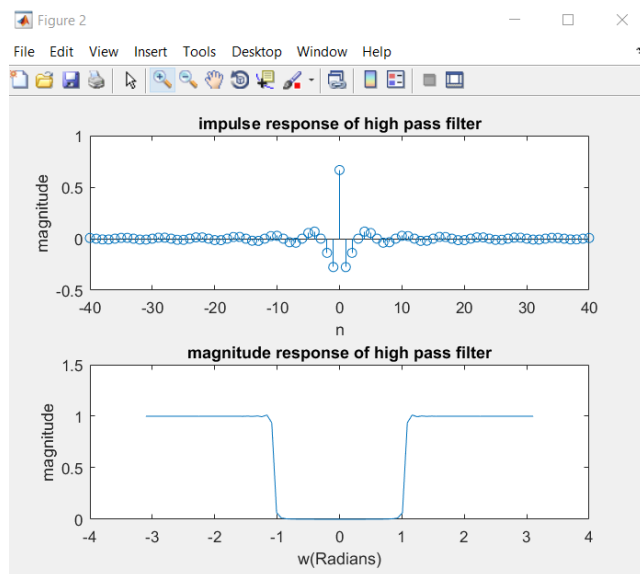 Figure 2
File Edit View Insert Tools Desktop Window Help
impulse response of high pass filter
magnitude
1
0.5
0
-0.5
-40 -30 -20 -10 0 10 20 30 40
n
magnitude response of high pass filter
magnitude
1.5
1
0.5
0
-4 -3 -2 -1 0 1 2 3 4
w(Radians)